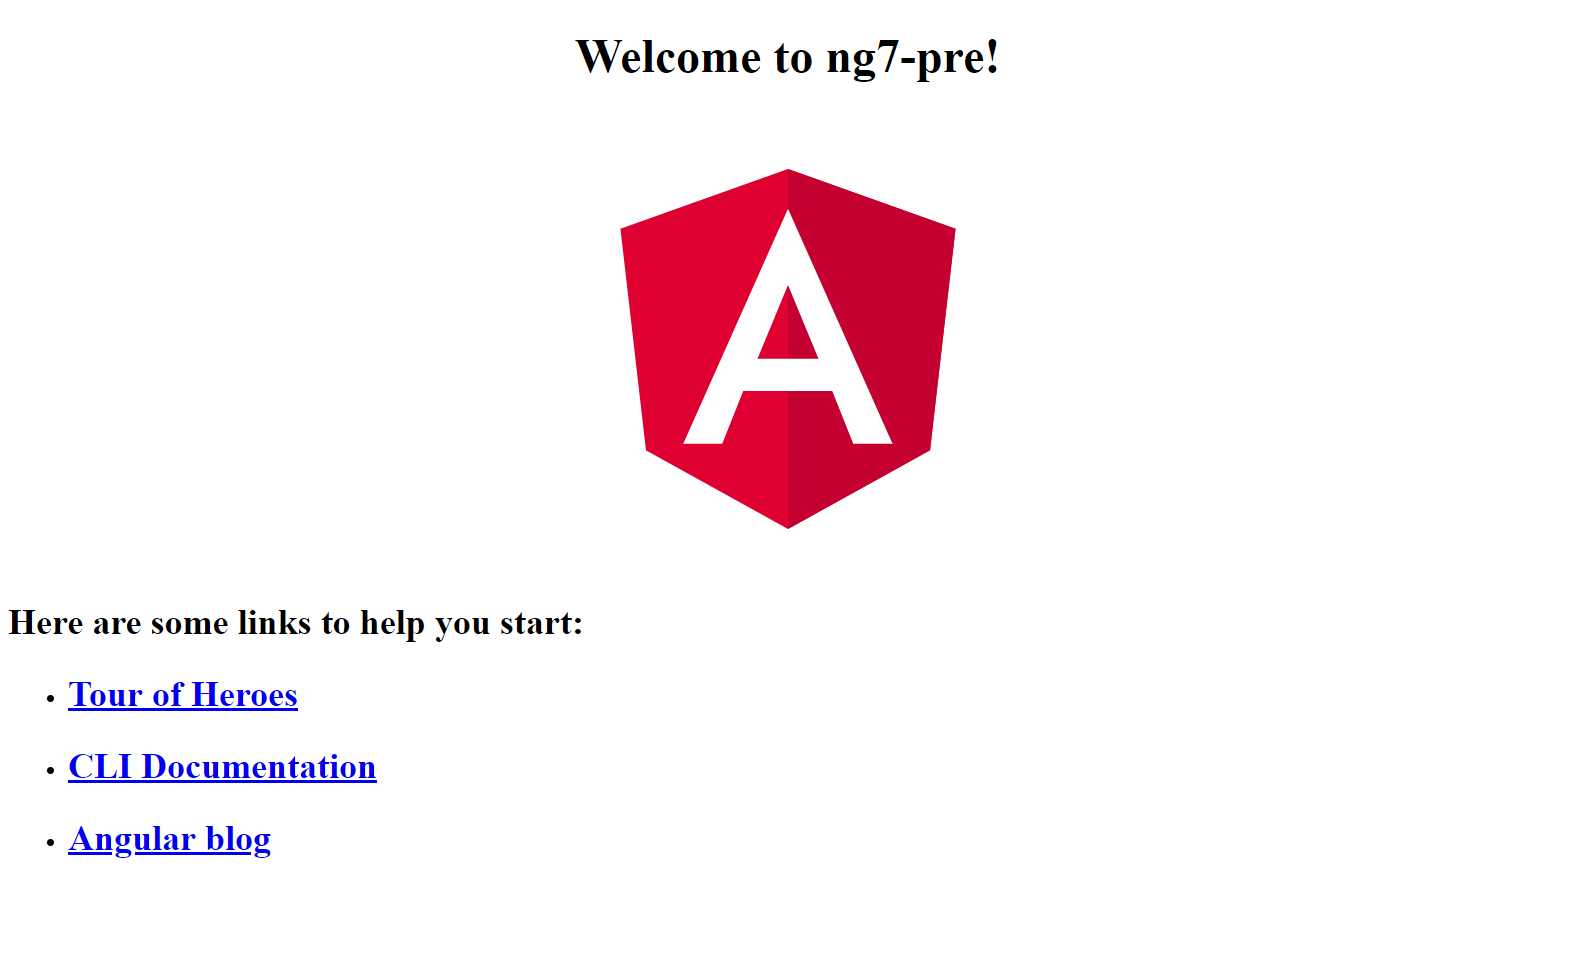 Welcome to ng7-pre!
A
Here are some links to help you start:
Tour of Heroes
CLI Documentation
Angular blog